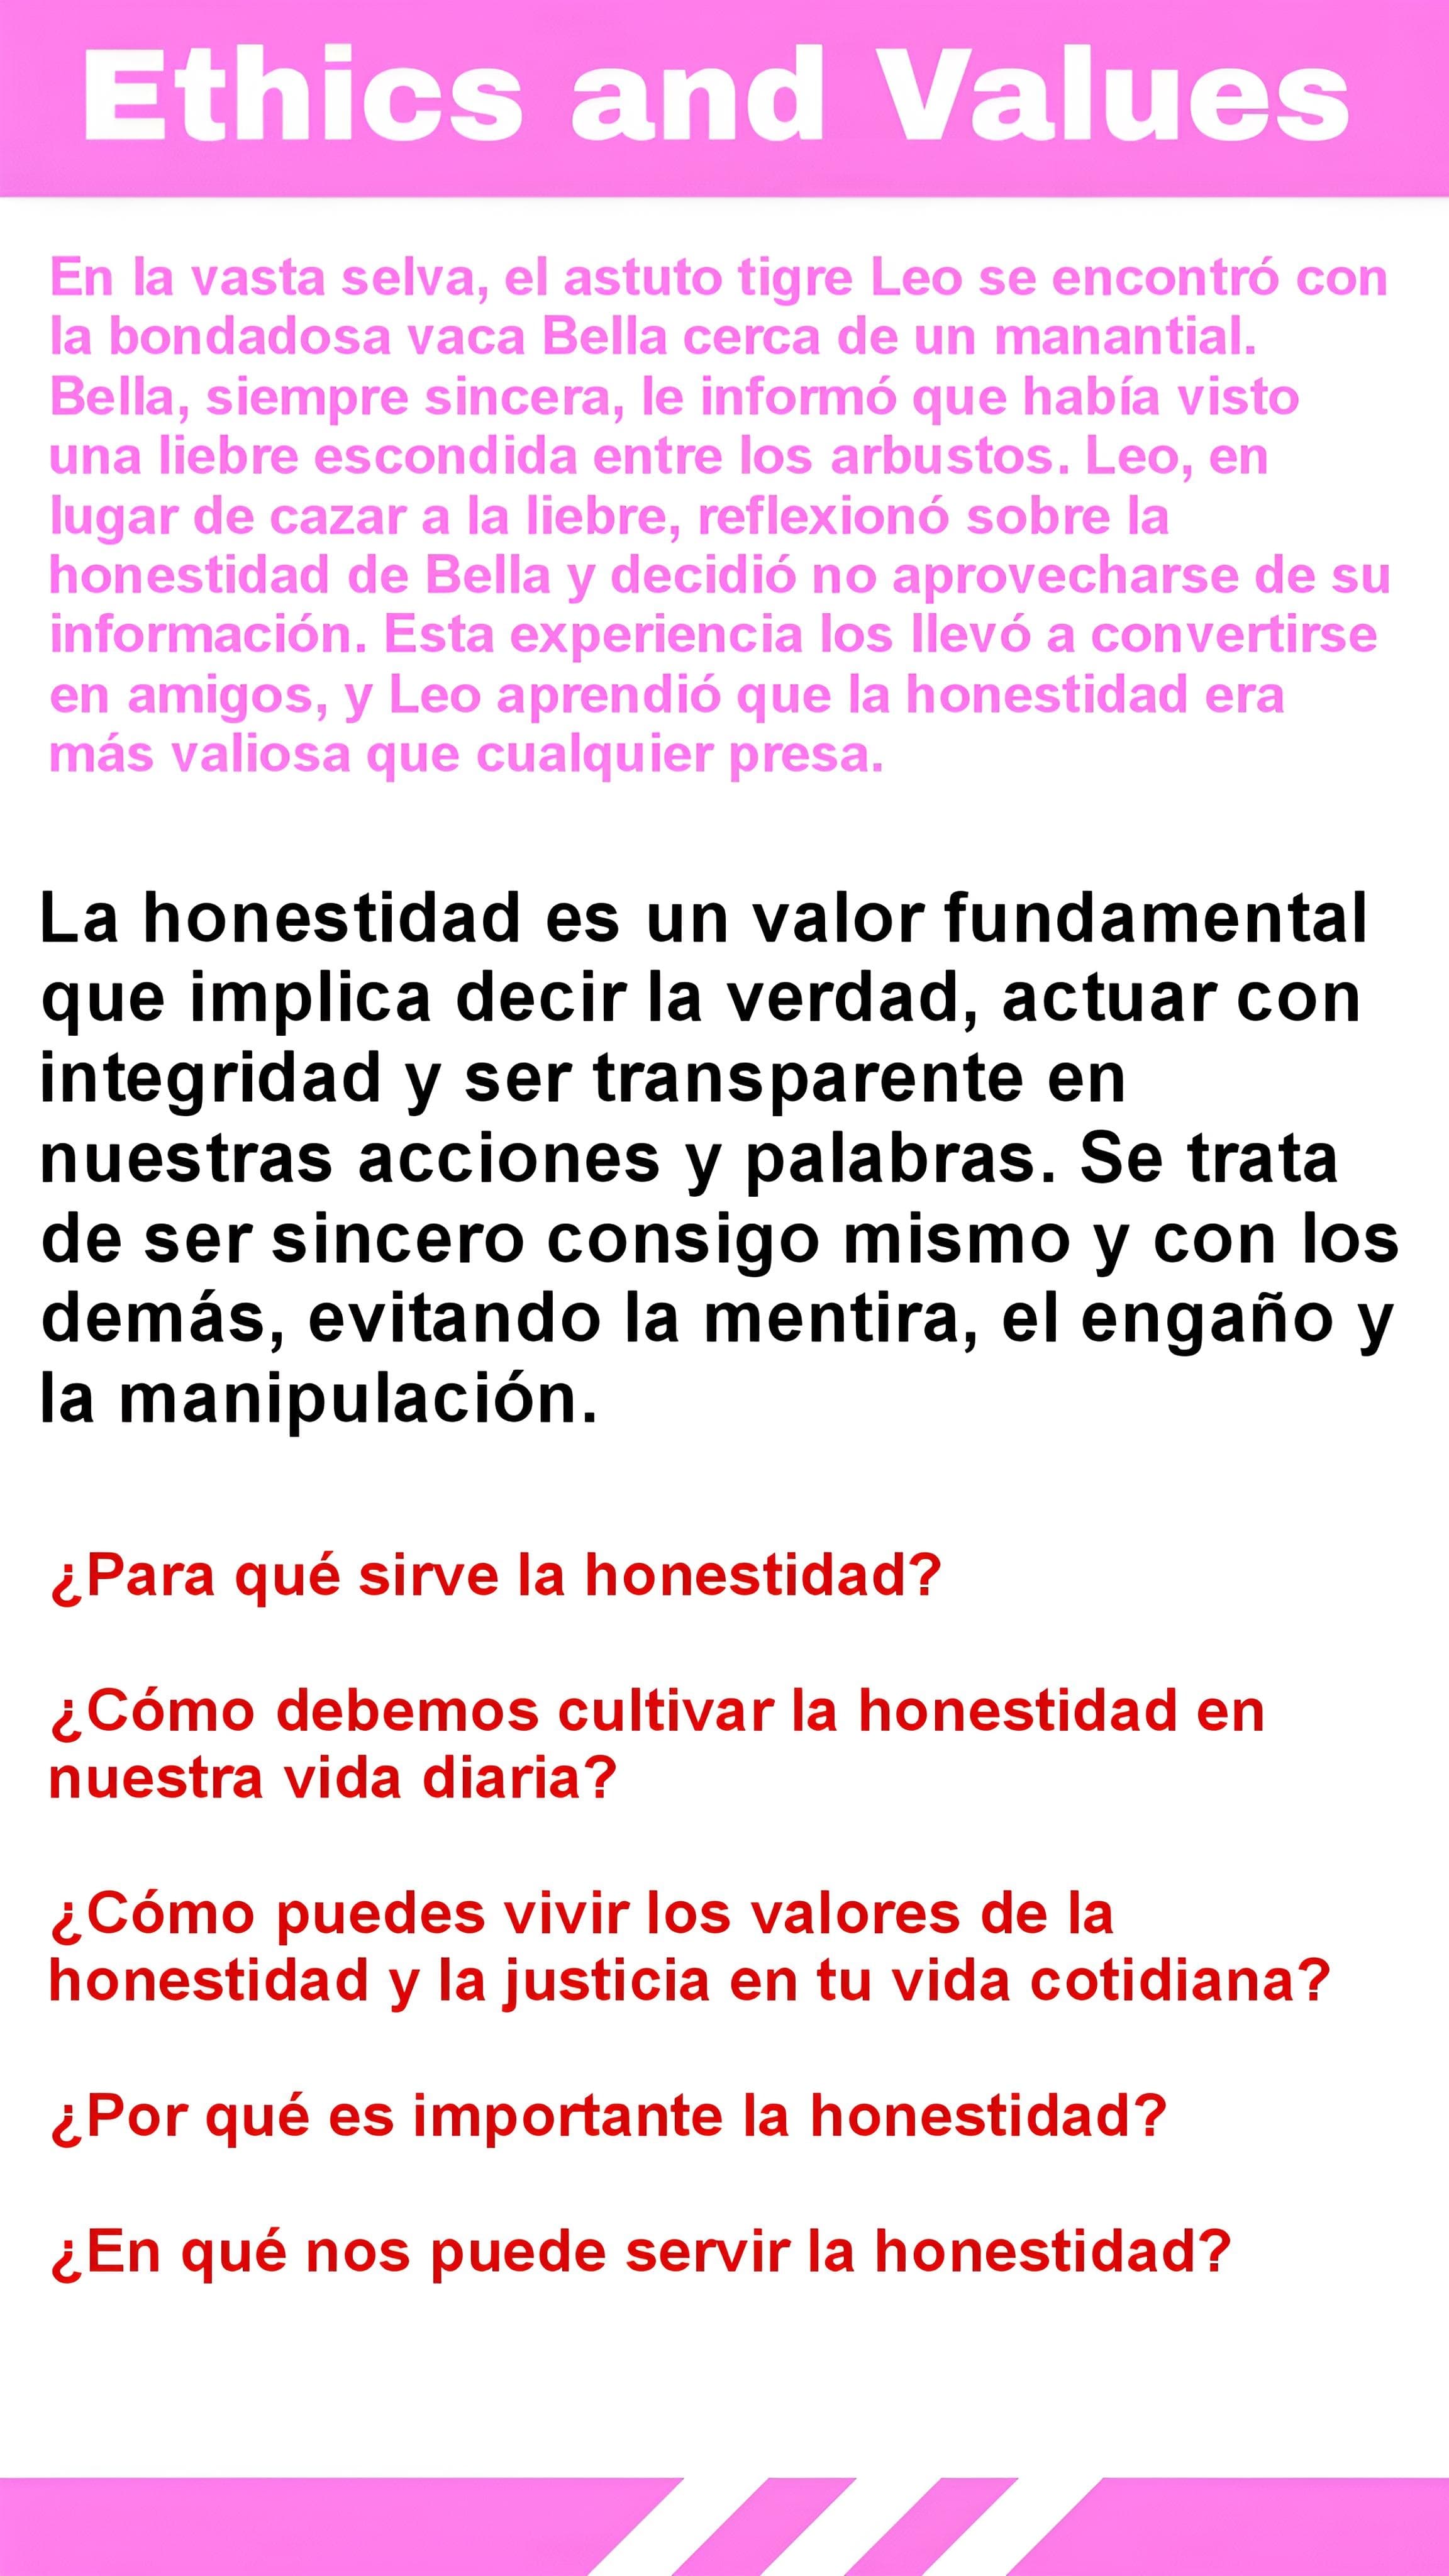 Ethics and Values
En la vasta selva, el astuto tigre Leo se encontró con
la bondadosa vaca Bella cerca de un manantial.
Bella, siempre sincera, le informó que había visto
una liebre escondida entre los arbustos. Leo, en
lugar de cazar a la liebre, reflexionó sobre la
honestidad de Bella y decidió no aprovecharse de su
información. Esta experiencia los llevó a convertirse
en amigos, y Leo aprendió que la honestidad era
más valiosa que cualquier presa.
La honestidad es un valor fundamental
que implica decir la verdad, actuar con
integridad y ser transparente en
nuestras acciones y palabras. Se trata
de ser sincero consigo mismo y con los
demás, evitando la mentira, el engaño y
la manipulación.
¿Para qué sirve la honestidad?
¿Cómo debemos cultivar la honestidad en
nuestra vida diaria?
¿Cómo puedes vivir los valores de la
honestidad y la justicia en tu vida cotidiana?
¿Por qué es importante la honestidad?
¿En qué nos puede servir la honestidad?